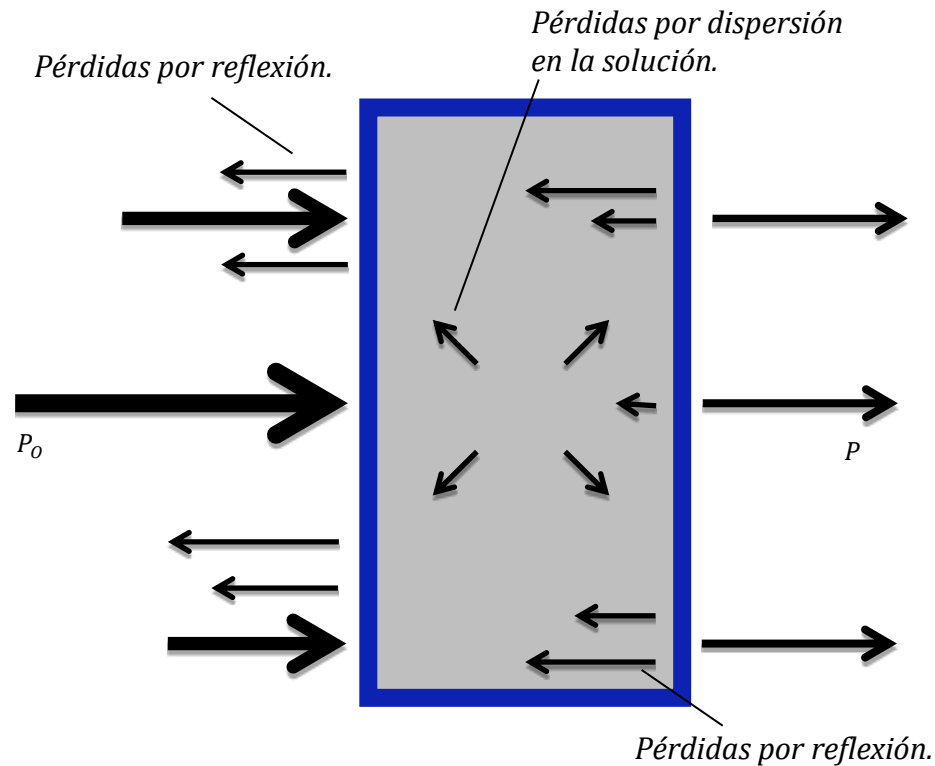 Pérdidas por dispersión
en la solución.
Pérdidas por reflexión.
P₀
P
Pérdidas por reflexión.